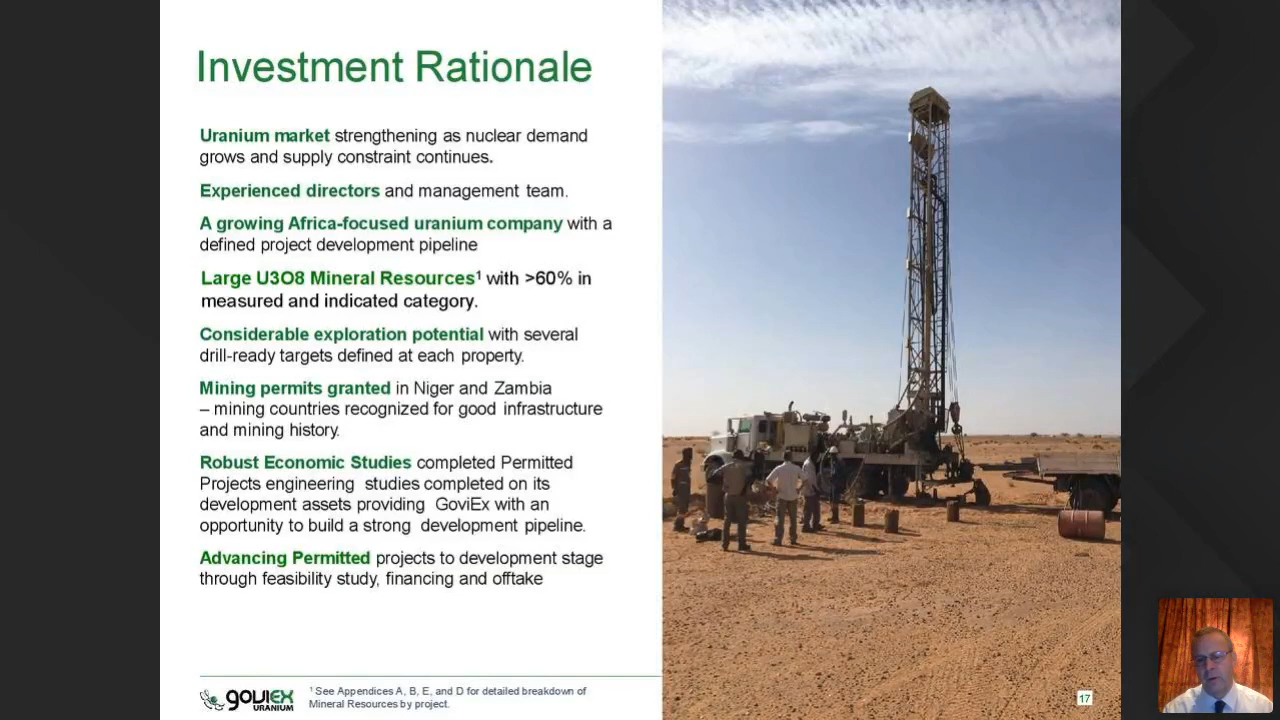 Investment Rationale
Uranium market strengthening as nuclear demand
grows and supply constraint continues.
Experienced directors and management team.
A growing Africa-focused uranium company with a
defined project development pipeline
Large U3O8 Mineral Resources¹ with >60% in
measured and indicated category.
Considerable exploration potential with several
drill-ready targets defined at each property.
Mining permits granted in Niger and Zambia
– mining countries recognized for good infrastructure
and mining history.
Robust Economic Studies completed Permitted
Projects engineering studies completed on its
development assets providing GoviEx with an
opportunity to build a strong development pipeline.
Advancing Permitted projects to development stage
through feasibility study, financing and offtake
GOVIEX
URANIUM
¹ See Appendices A, B, E, and D for detailed breakdown of
Mineral Resources by project.
17